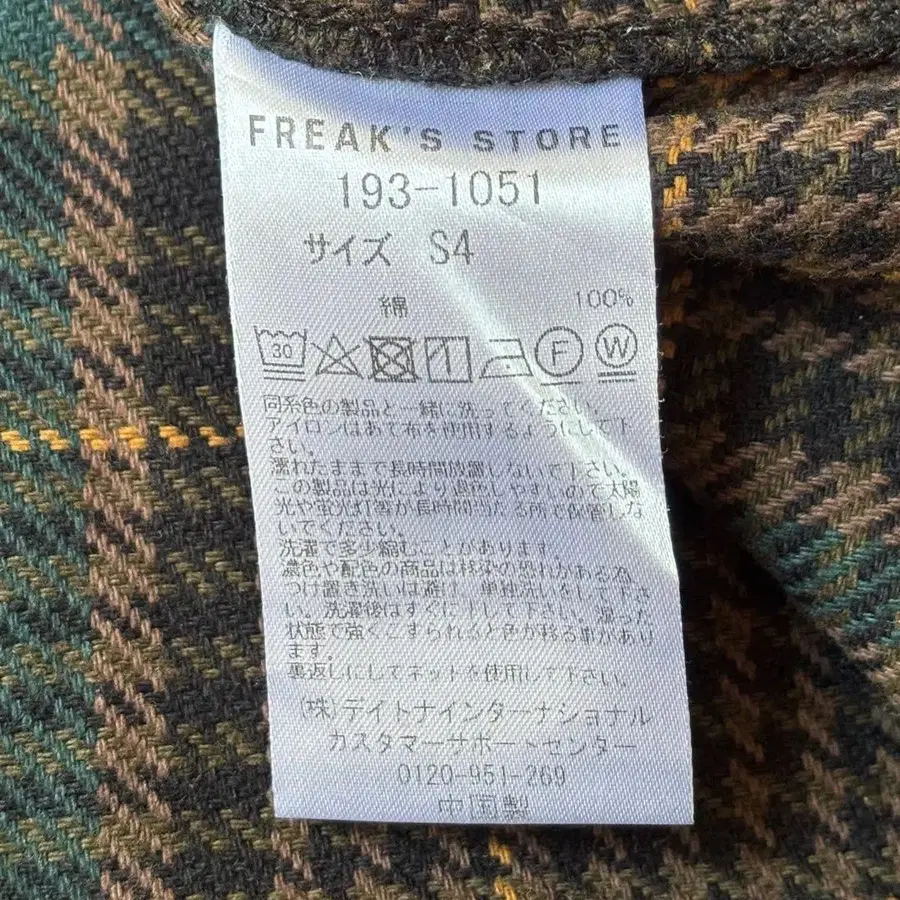 FREAK'S STORE
193-1051
サイズ S4
綿 100%
30 F W
同系色の製品と一緒に洗ってください。
アイロンはあて布を使用するようにして下
さい。
濡れたままで長時間放置しないで下さい。
この製品は光により退色しやすいので太陽
光や蛍光灯等が長時間当たる所で保管しな
いでください。
洗濯で多少縮むことがあります。
濃色や配色の商品は移染の恐れがある為、
つけ置き洗いは避け、単独洗いをし、下さ
い。洗濯後はすぐに干して下さい。湿った
状態で強くこすられると色が移る事があり
ます。
裏返しにしてネットを使用して下さい。
(株)デイトナインターナショナル
カスタマーサポートセンター
0120-951-269
中国製